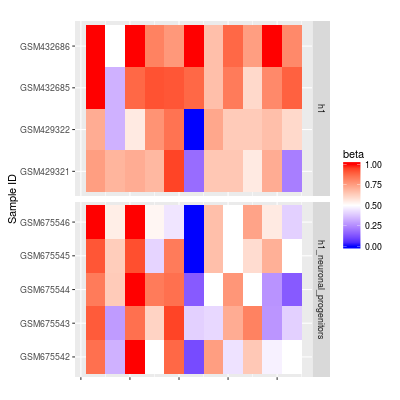 GSM432686
GSM432685
GSM429322
GSM429321
h1
GSM675546
GSM675545
GSM675544
GSM675543
GSM675542
h1_neuronal_progenitors
Sample ID
beta
1.00
0.75
0.50
0.25
0.00